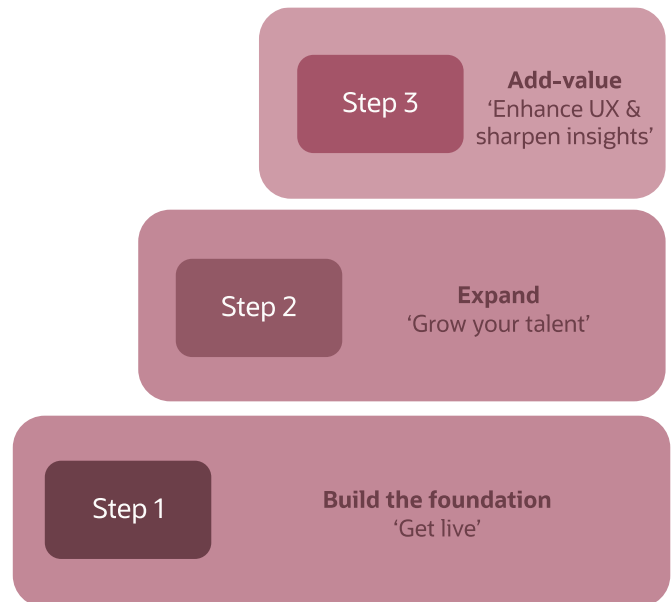 Step 3
Add-value
‘Enhance UX &
sharpen insights’
Step 2
Expand
‘Grow your talent’
Step 1
Build the foundation
‘Get live’